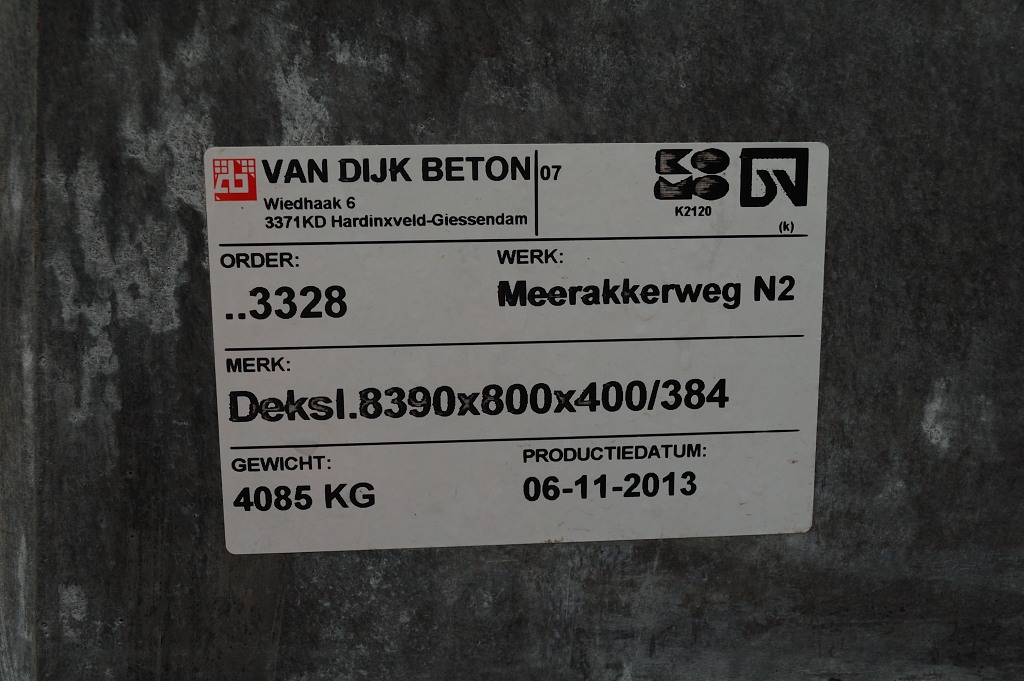 VAN DIJK BETON
Wiedhaak 6
3371KD Hardinxveld-Giessendam
07
KOMO
K2120
(k)
ORDER:
..3328
WERK:
Meerakkerweg N2
MERK:
Deksl.8390x800x400/384
GEWICHT:
4085 KG
PRODUCTIEDATUM:
06-11-2013